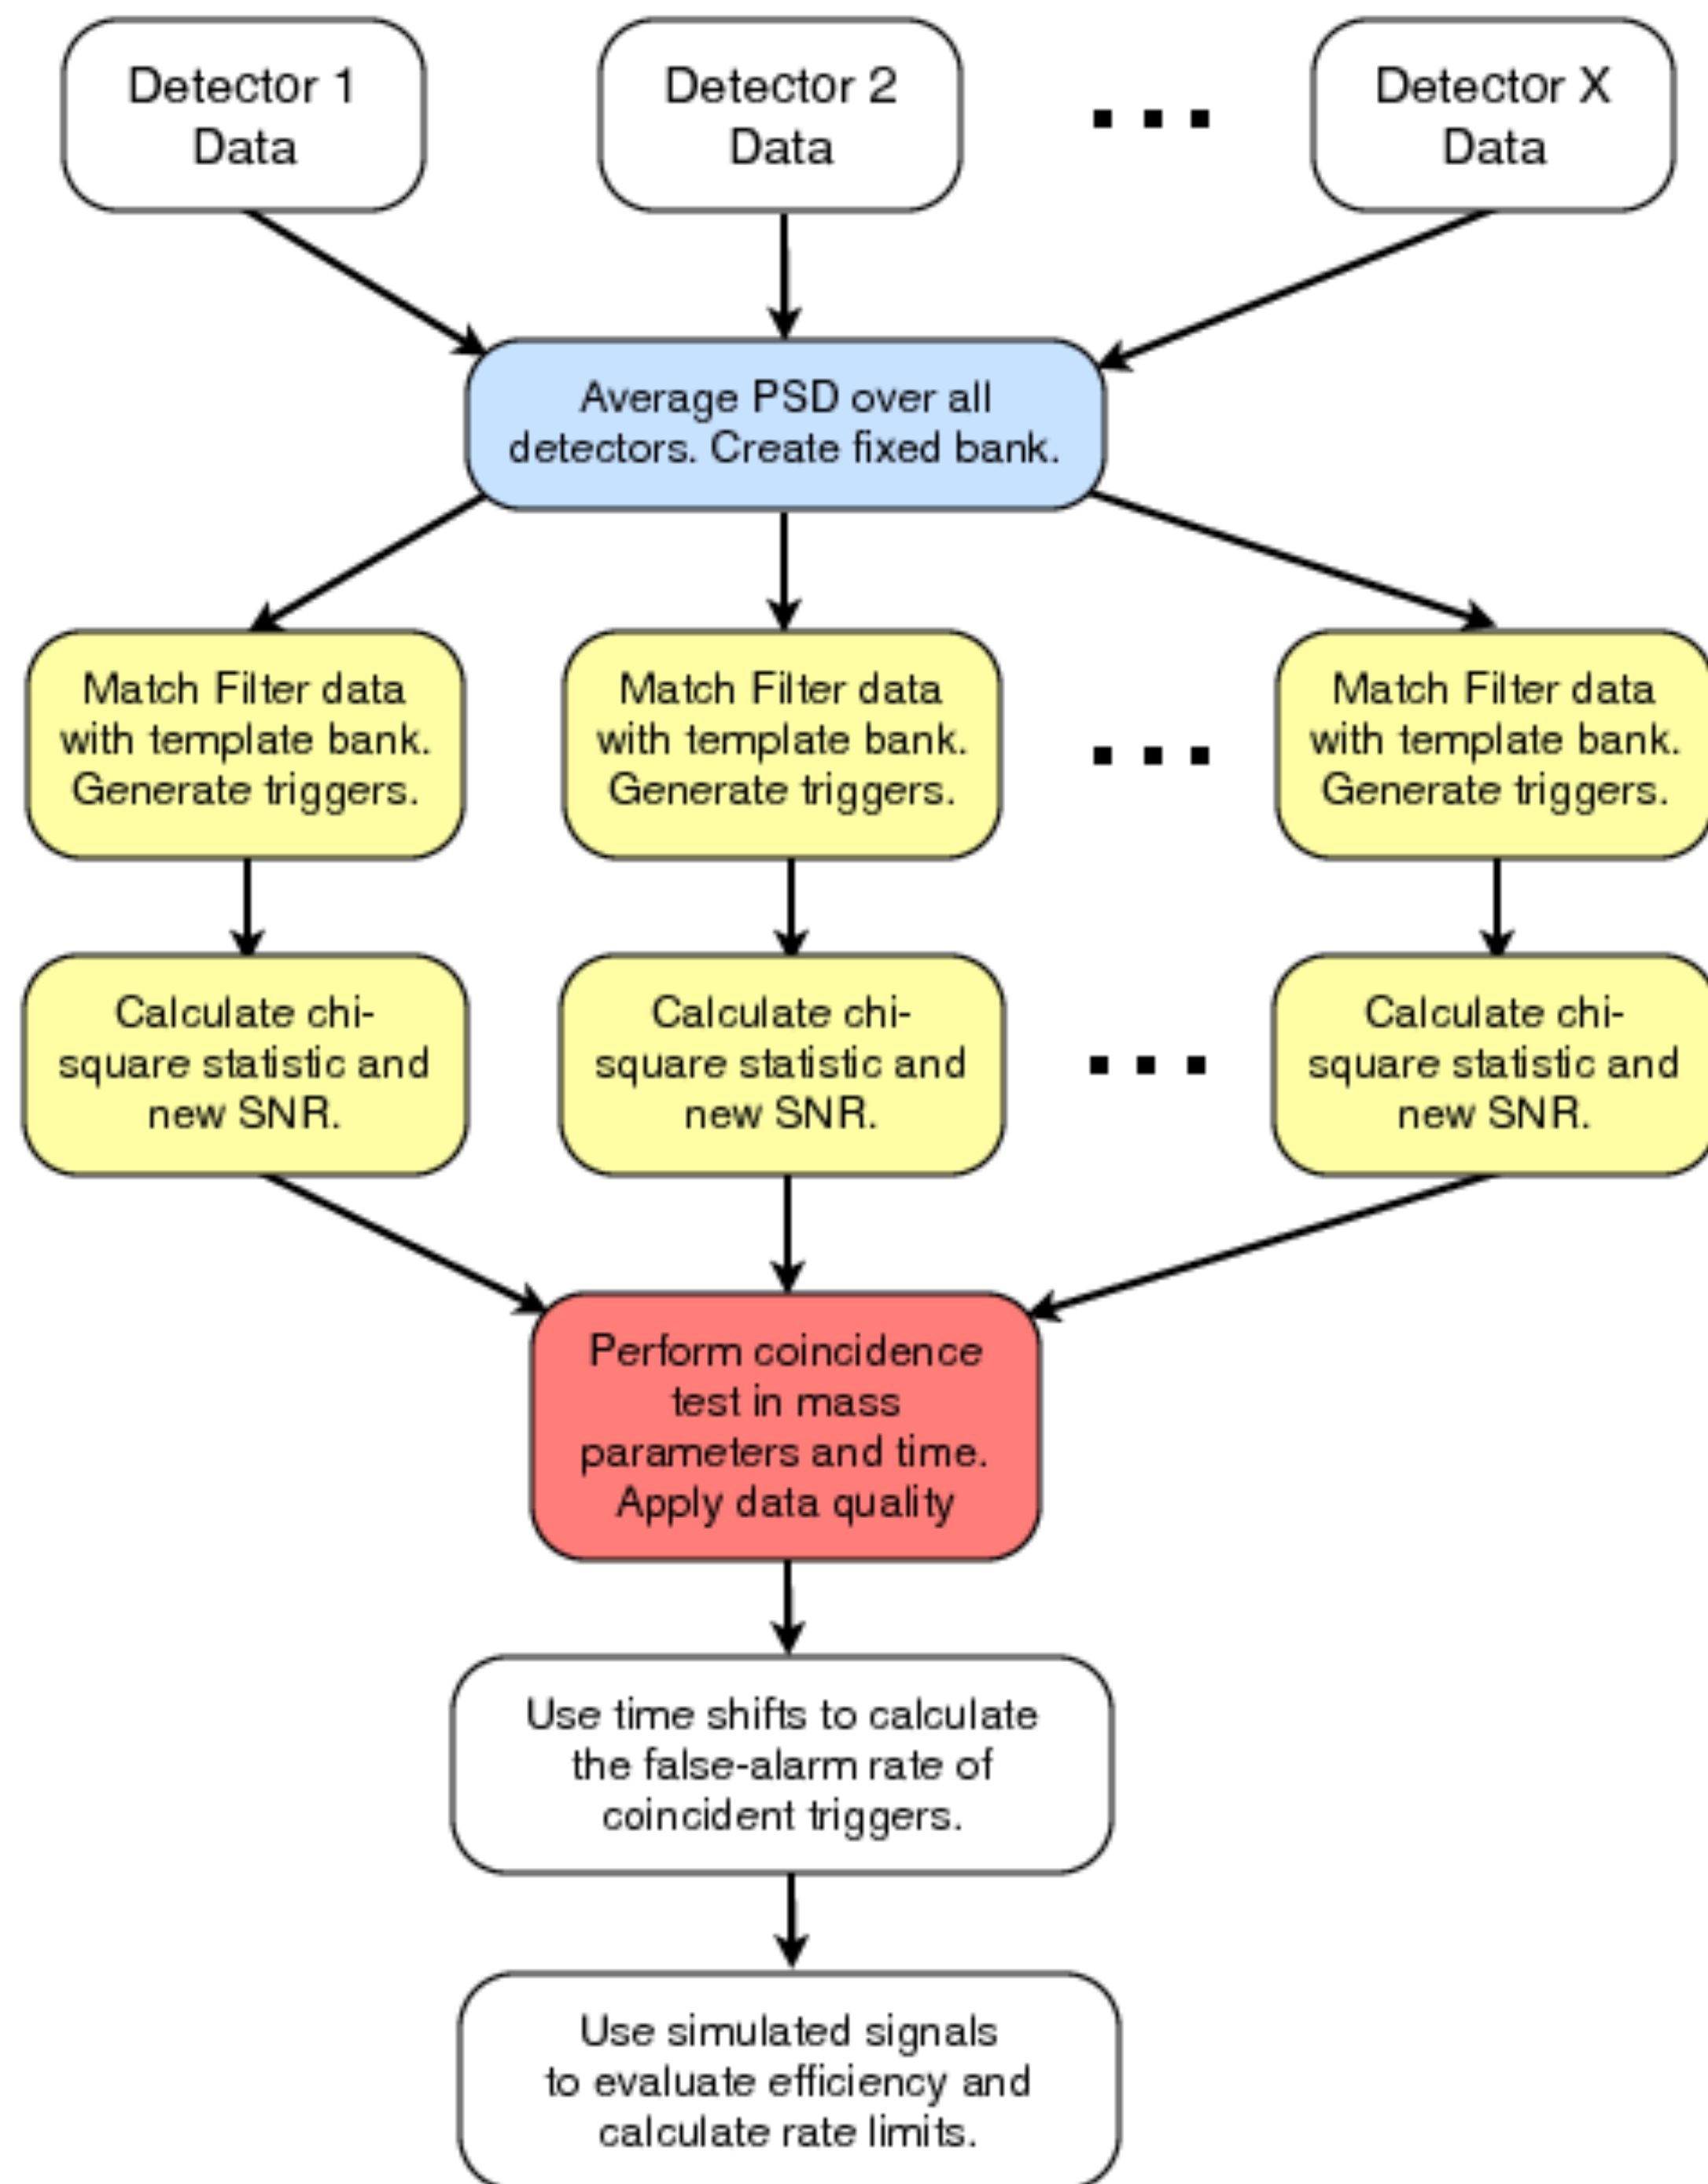 Detector 1
Data
Detector 2
Data
Detector X
Data
Average PSD over all
detectors. Create fixed bank.
Match Filter data
with template bank.
Generate triggers.
Match Filter data
with template bank.
Generate triggers.
Match Filter data
with template bank.
Generate triggers.
Calculate chi-
square statistic and
new SNR.
Calculate chi-
square statistic and
new SNR.
Calculate chi-
square statistic and
new SNR.
Perform coincidence
test in mass
parameters and time.
Apply data quality
Use time shifts to calculate
the false-alarm rate of
coincident triggers.
Use simulated signals
to evaluate efficiency and
calculate rate limits.